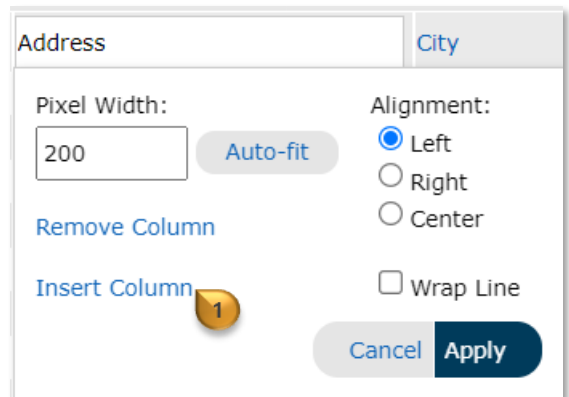 Address City
Pixel Width: Alignment:
200 Auto-fit Left
Right
Remove Column Center
Insert Column 1 Wrap Line
Cancel Apply